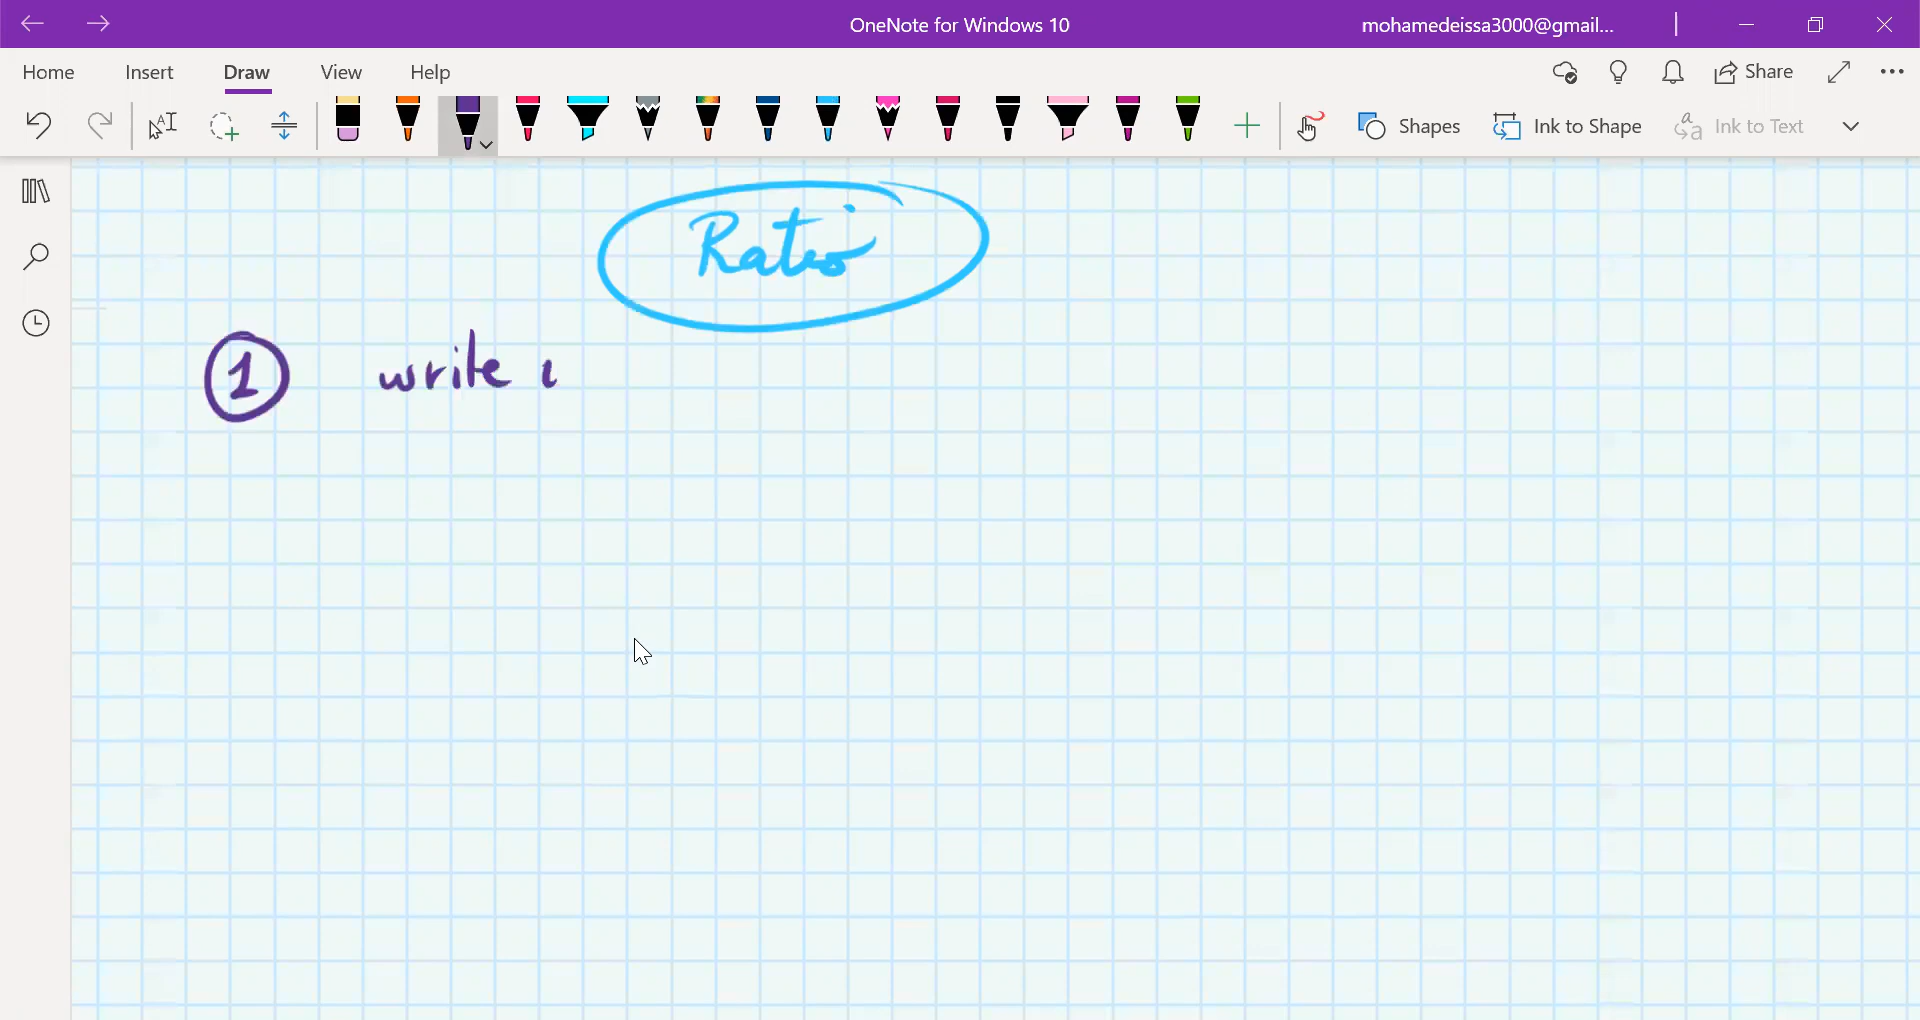 OneNote for Windows 10 mohamedeissa3000@gmail...
Home Insert Draw View Help Share
Shapes Ink to Shape Ink to Text
Ratio
1 write